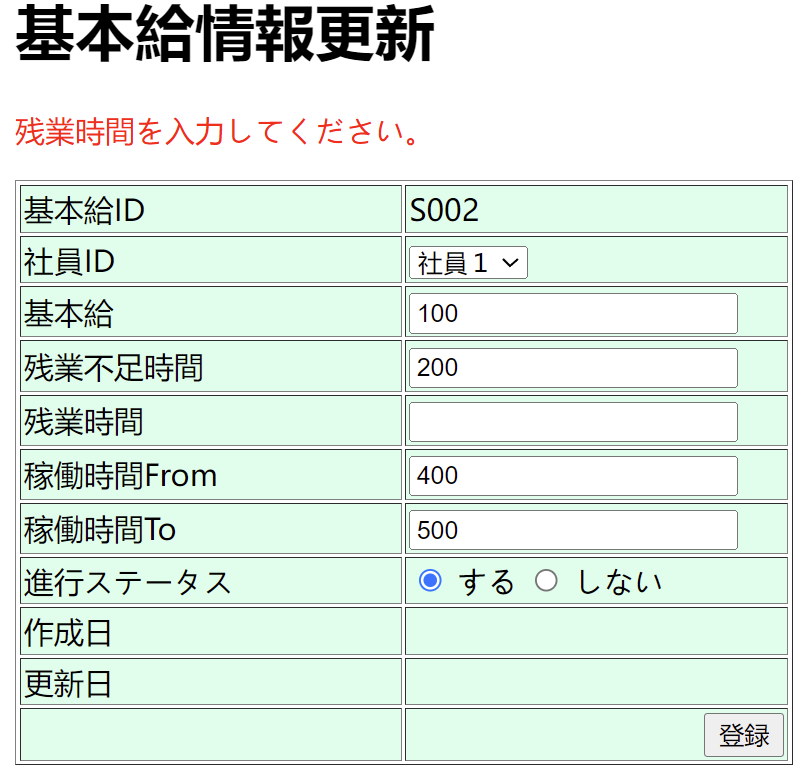 基本給情報更新
残業時間を入力してください。
基本給ID S002
社員ID 社員１
基本給 100
残業不足時間 200
残業時間
稼働時間From 400
稼働時間To 500
進行ステータス する しない
作成日
更新日
登録